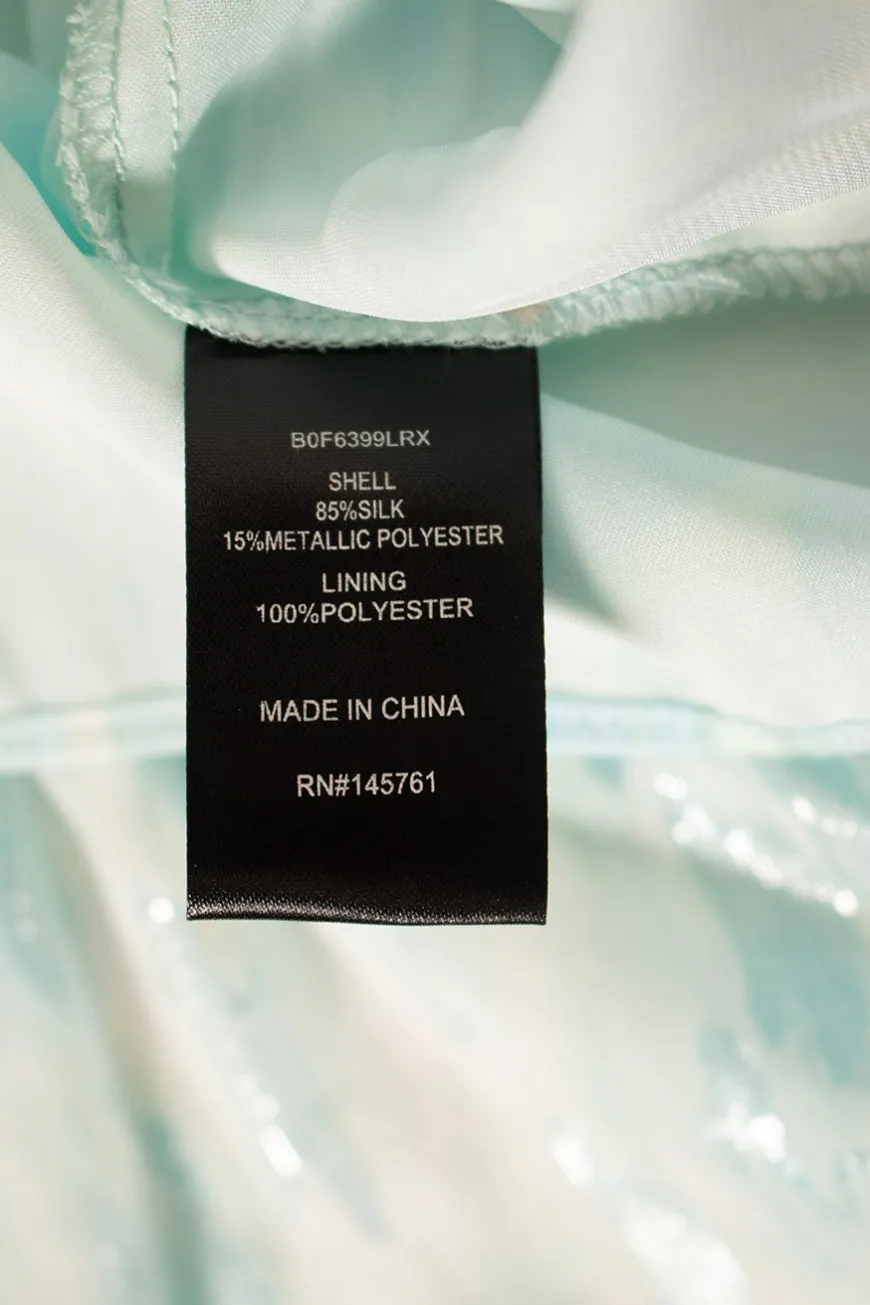 B0F6399LRX
SHELL
85%SILK
15%METALLIC POLYESTER
LINING
100%POLYESTER
MADE IN CHINA
RN#145761